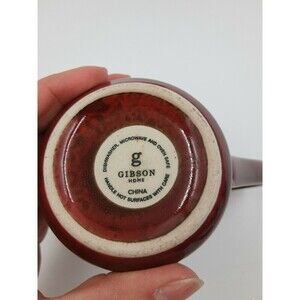 DISHWASHER, MICROWAVE AND OVEN SAFE
g
GIBSON
HOME
CHINA
HANDLE HOT SURFACES WITH CARE